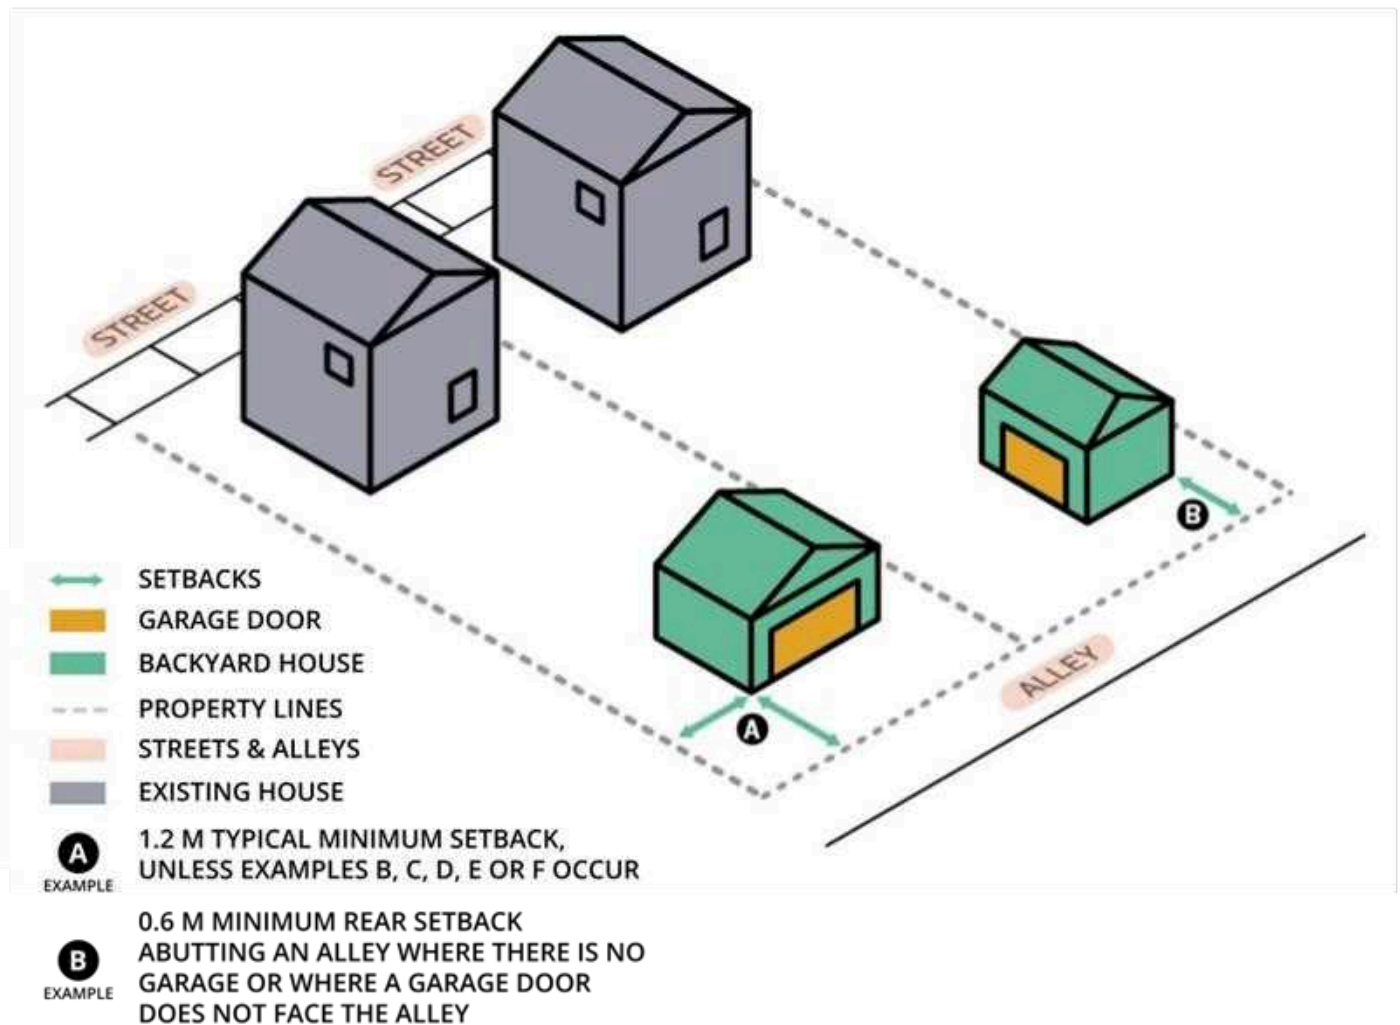 STREET
STREET
B
A
ALLEY
SETBACKS
GARAGE DOOR
BACKYARD HOUSE
PROPERTY LINES
STREETS & ALLEYS
EXISTING HOUSE
A
EXAMPLE
1.2 M TYPICAL MINIMUM SETBACK,
UNLESS EXAMPLES B, C, D, E OR F OCCUR
B
EXAMPLE
0.6 M MINIMUM REAR SETBACK
ABUTTING AN ALLEY WHERE THERE IS NO
GARAGE OR WHERE A GARAGE DOOR
DOES NOT FACE THE ALLEY